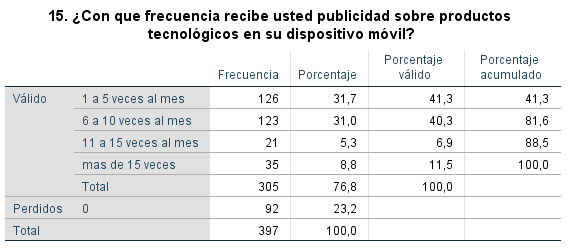 15. ¿Con que frecuencia recibe usted publicidad sobre productos
tecnológicos en su dispositivo móvil?
Frecuencia Porcentaje Porcentaje válido Porcentaje acumulado
Válido 1 a 5 veces al mes 126 31,7 41,3 41,3
6 a 10 veces al mes 123 31,0 40,3 81,6
11 a 15 veces al mes 21 5,3 6,9 88,5
mas de 15 veces 35 8,8 11,5 100,0
Total 305 76,8 100,0
Perdidos 0 92 23,2
Total 397 100,0